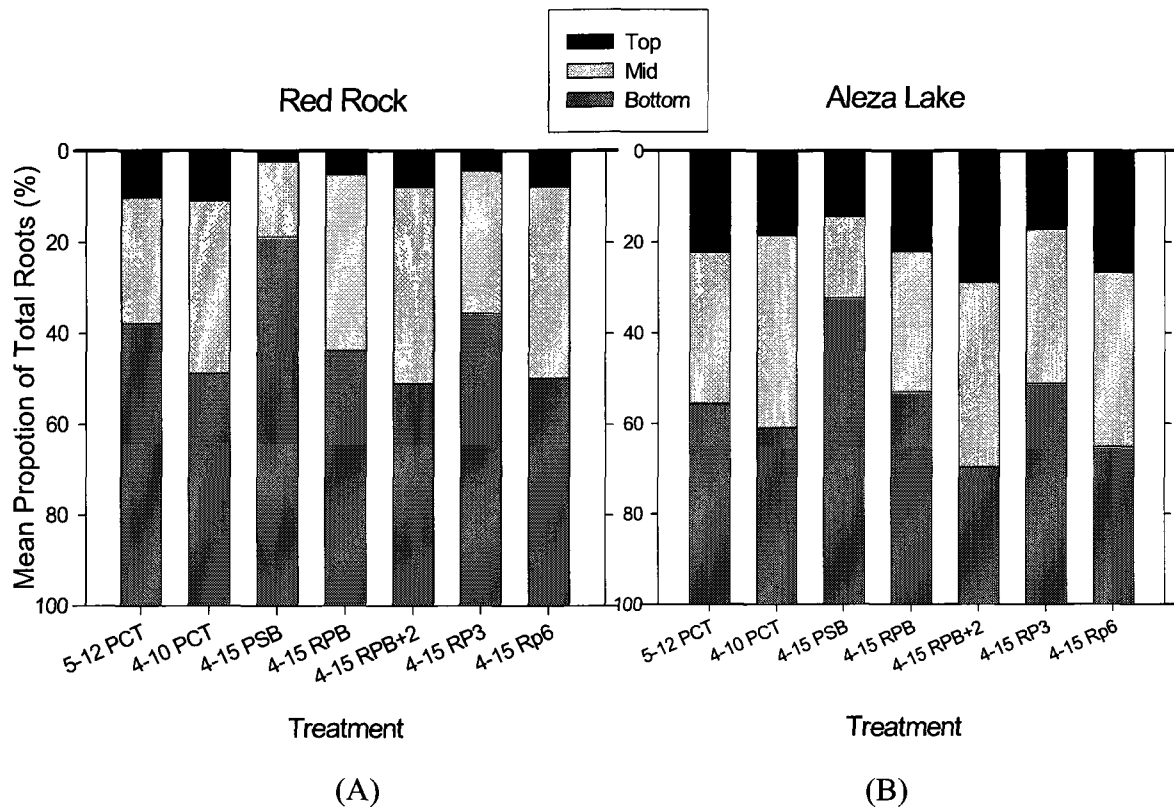 Top
Mid
Bottom
Red Rock
Aleza Lake
Mean Propotion of Total Roots (%)
0
20
40
60
80
100
5-12 PCT
4-10 PCT
4-15 PSB
4-15 RPB
4-15 RPB+2
4-15 RP3
4-15 Rp6
Treatment
(A)
0
20
40
60
80
100
5-12 PCT
4-10 PCT
4-15 PSB
4-15 RPB
4-15 RPB+2
4-15 RP3
4-15 Rp6
Treatment
(B)